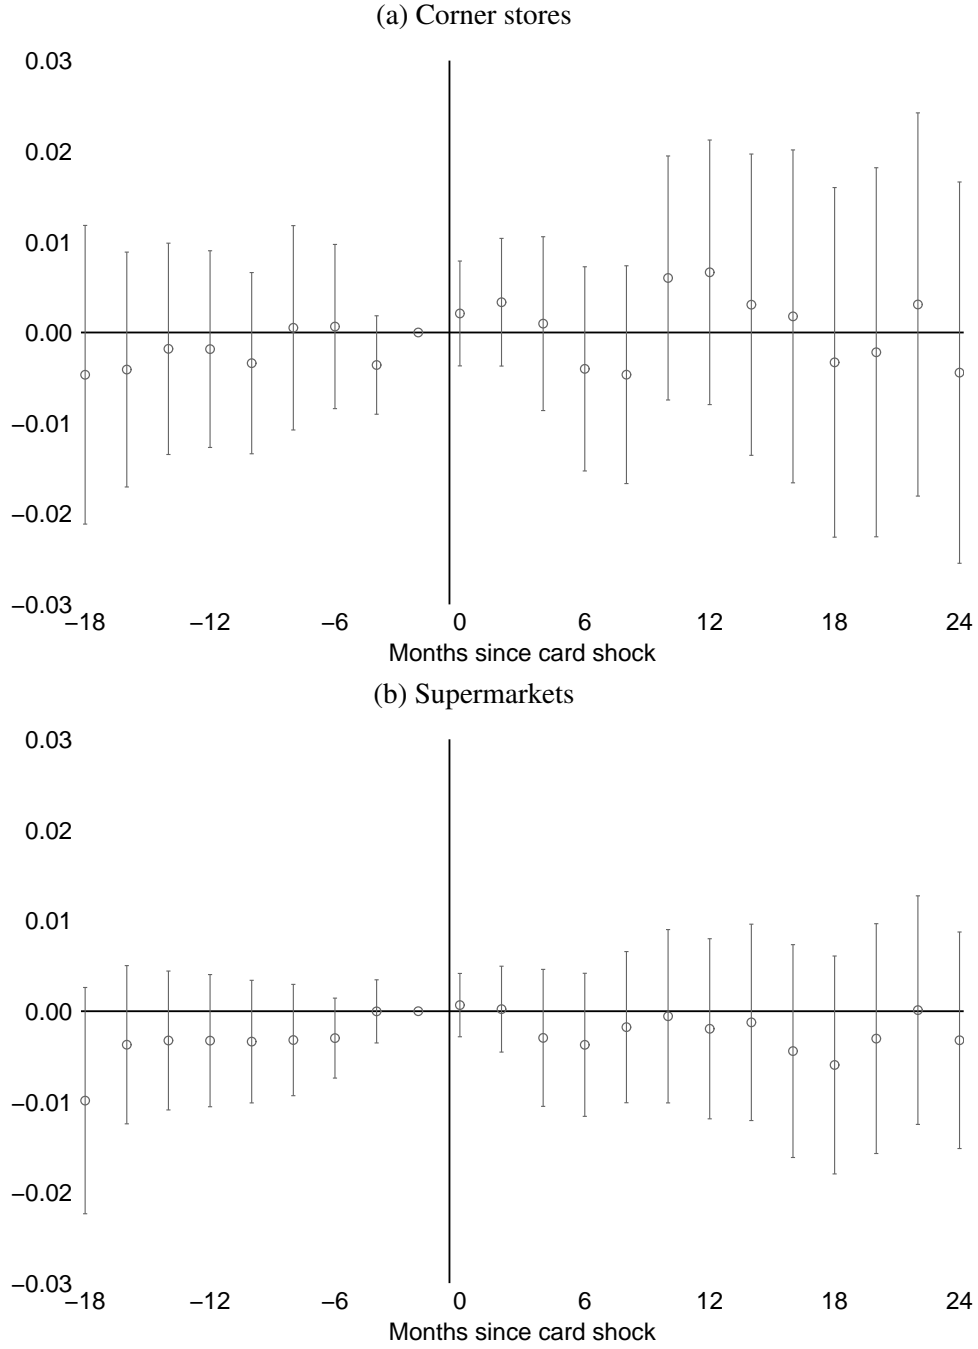 (a) Corner stores
0.03
0.02
0.01
0.00
−0.01
−0.02
−0.03
−18 −12 −6 0 6 12 18 24
Months since card shock
(b) Supermarkets
0.03
0.02
0.01
0.00
−0.01
−0.02
−0.03
−18 −12 −6 0 6 12 18 24
Months since card shock